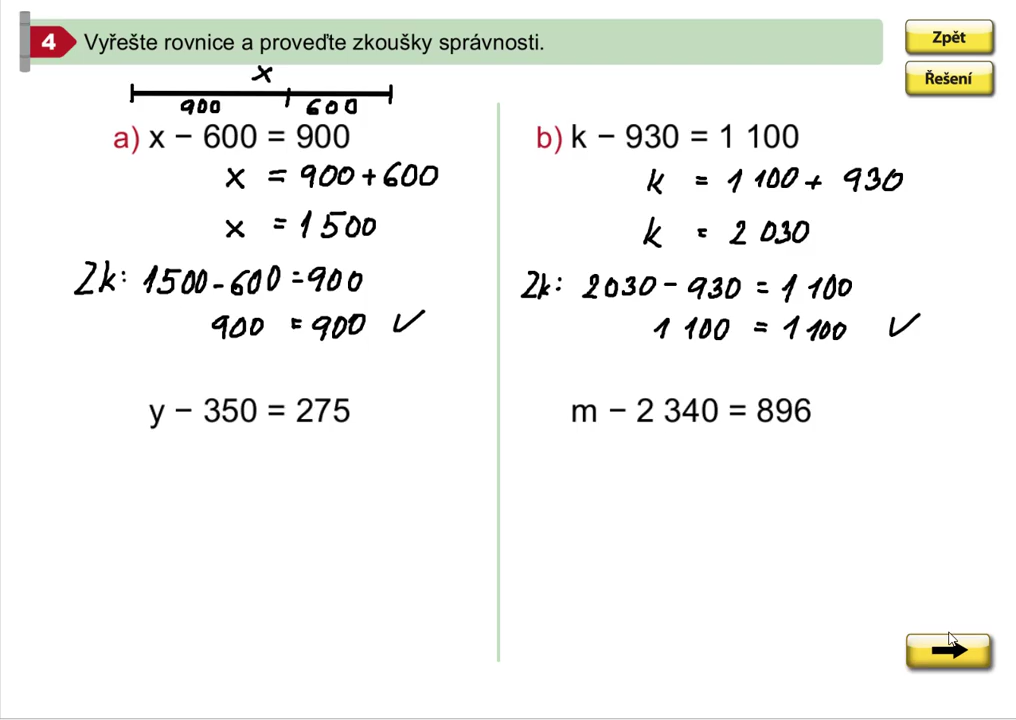 4 Vyřešte rovnice a proveďte zkoušky správnosti.
Zpět
Řešení
x
900 600
a) x − 600 = 900
x = 900 + 600
x = 1 500
Zk: 1500 - 600 = 900
900 = 900 ✓
y − 350 = 275
b) k − 930 = 1 100
k = 1 100 + 930
k = 2 030
Zk: 2030 - 930 = 1 100
1 100 = 1 100 ✓
m − 2 340 = 896